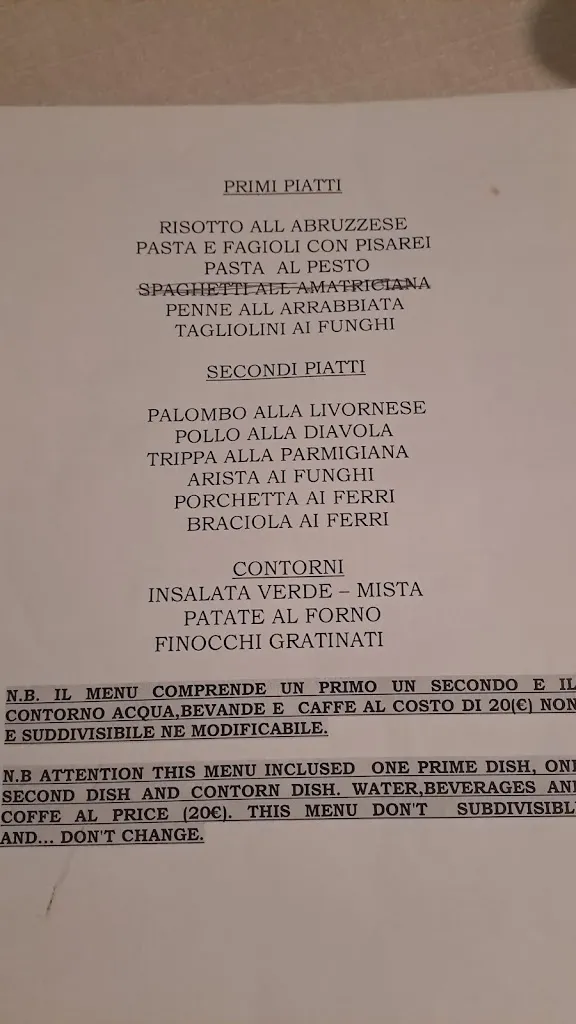 PRIMI PIATTI
RISOTTO ALL ABRUZZESE
PASTA E FAGIOLI CON PISAREI
PASTA AL PESTO
SPAGHETTI ALL AMATRICIANA
PENNE ALL ARRABBIATA
TAGLIOLINI AI FUNGHI
SECONDI PIATTI
PALOMBO ALLA LIVORNESE
POLLO ALLA DIAVOLA
TRIPPA ALLA PARMIGIANA
ARISTA AI FUNGHI
PORCHETTA AI FERRI
BRACIOLA AI FERRI
CONTORNI
INSALATA VERDE – MISTA
PATATE AL FORNO
FINOCCHI GRATINATI
N.B. IL MENU COMPRENDE UN PRIMO UN SECONDO E IL
CONTORNO ACQUA,BEVANDE E CAFFE AL COSTO DI 20(€) NON
E SUDDIVISIBILE NE MODIFICABILE.
N.B ATTENTION THIS MENU INCLUSED ONE PRIME DISH, ONE
SECOND DISH AND CONTORN DISH. WATER,BEVERAGES AND
COFFE AL PRICE (20€). THIS MENU DON'T SUBDIVISIBLI
AND... DON'T CHANGE.